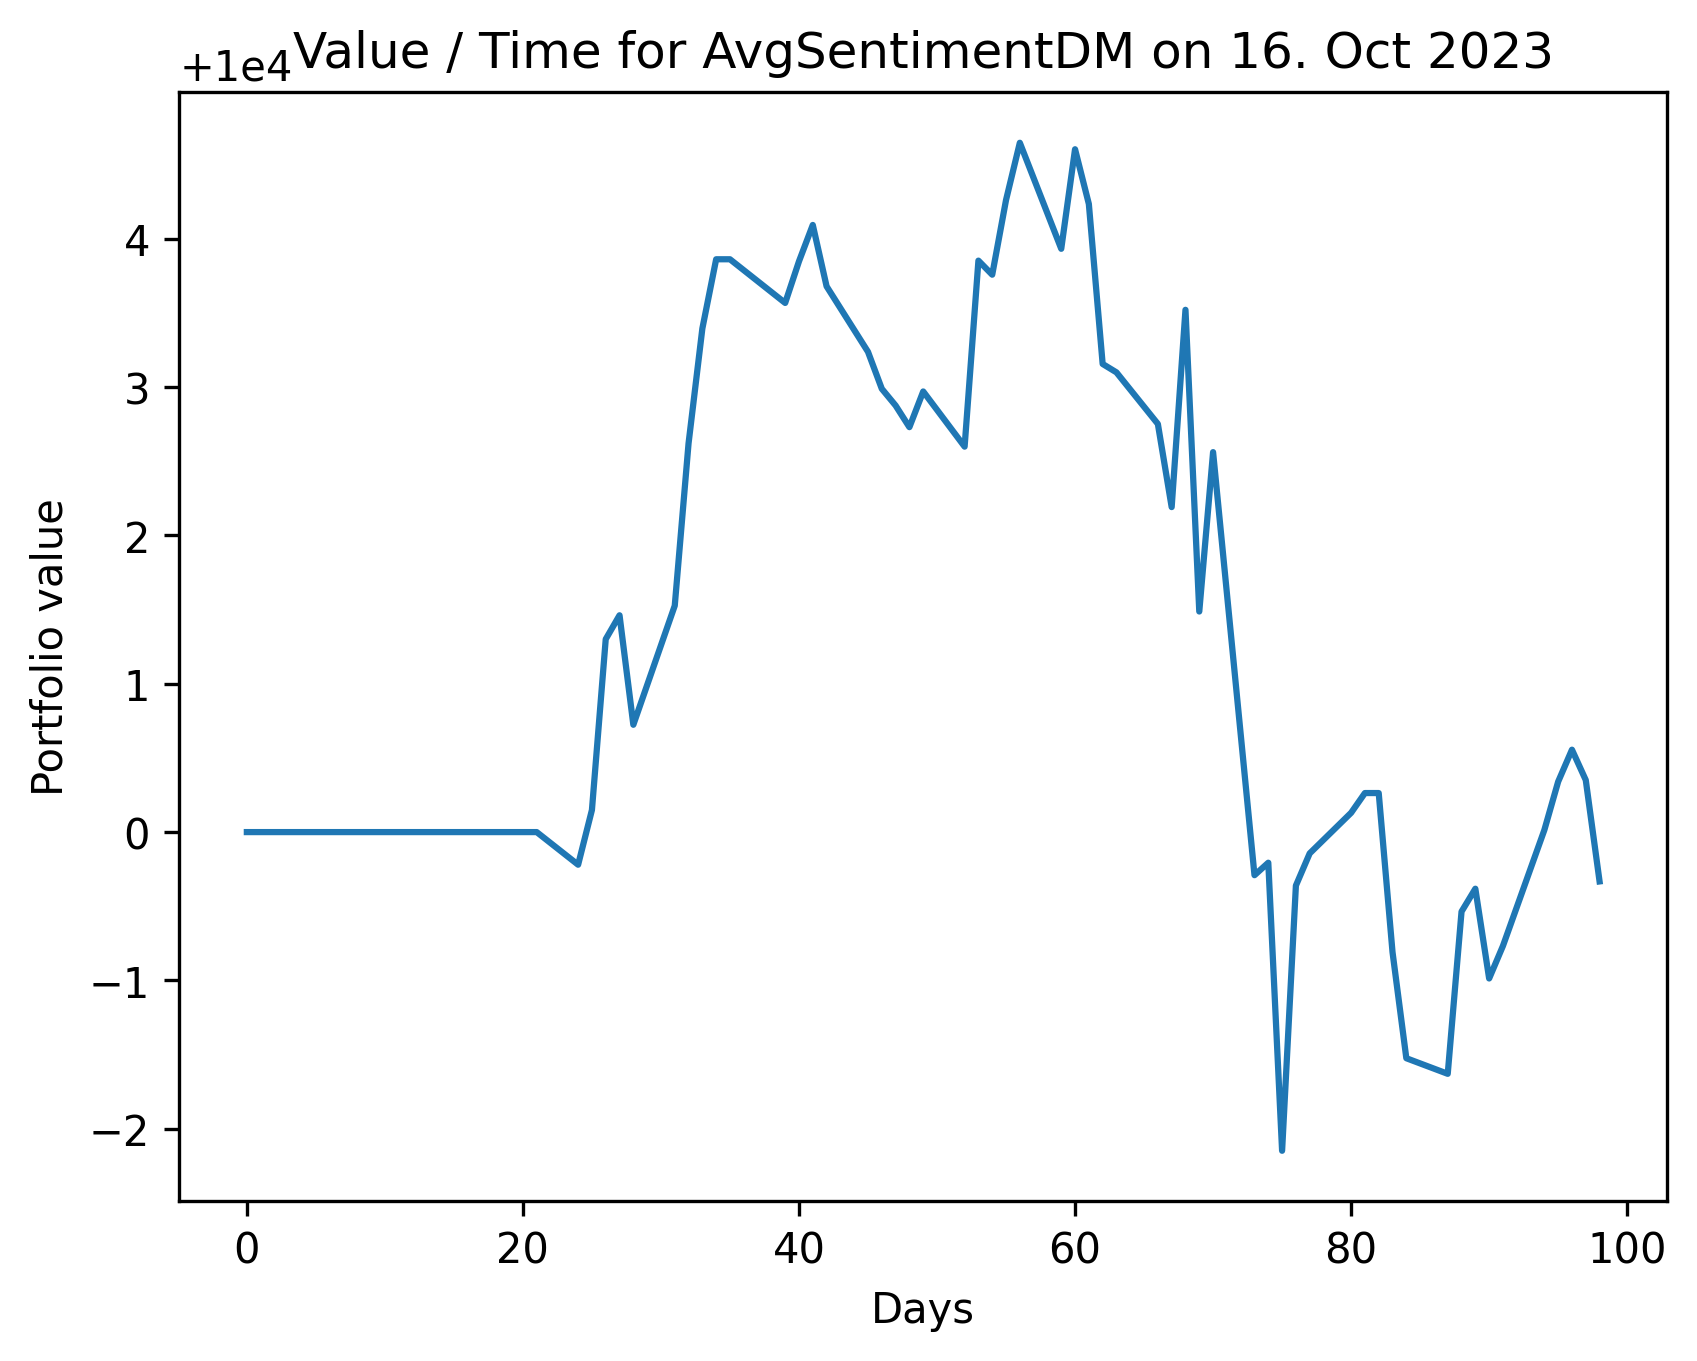 Value / Time for AvgSentimentDM on 16. Oct 2023
+1e4
4
3
2
1
0
−1
−2
Portfolio value
0 20 40 60 80 100
Days